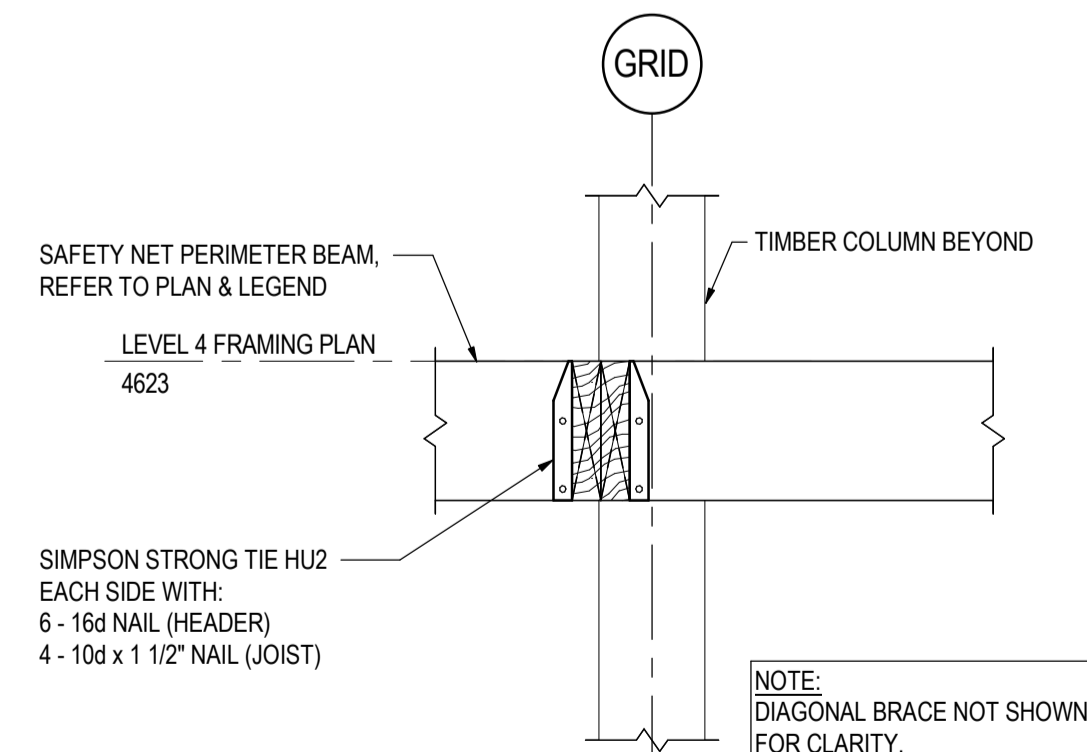 GRID
SAFETY NET PERIMETER BEAM,
REFER TO PLAN & LEGEND
TIMBER COLUMN BEYOND
LEVEL 4 FRAMING PLAN
4623
SIMPSON STRONG TIE HU2
EACH SIDE WITH:
6 - 16d NAIL (HEADER)
4 - 10d x 1 1/2" NAIL (JOIST)
NOTE:
DIAGONAL BRACE NOT SHOWN
FOR CLARITY.